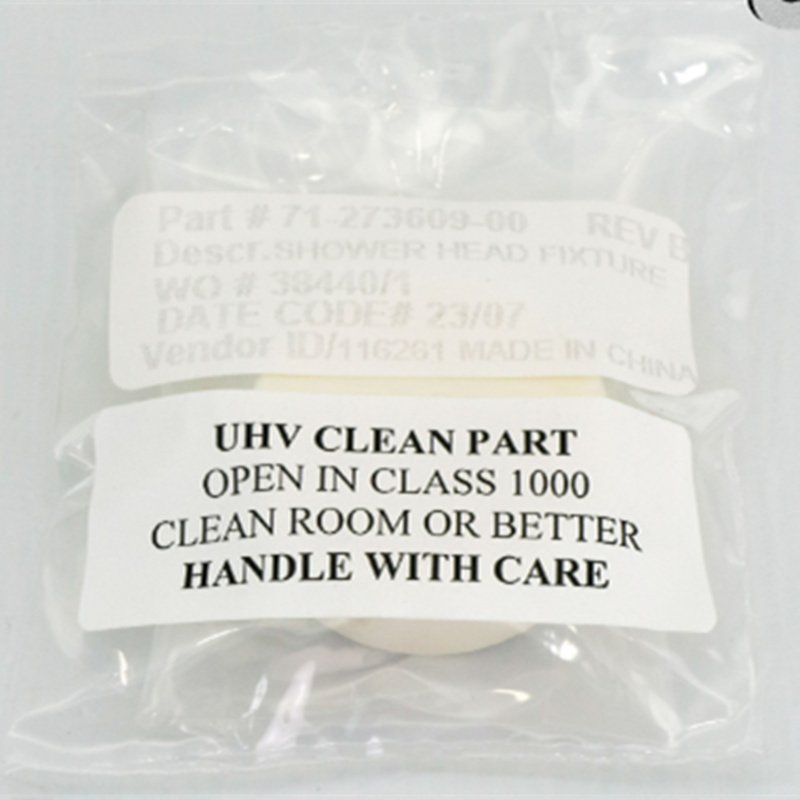 Part # 71-273609-00 REV B
Descr. SHOWER HEAD FIXTURE
WO # 38440/1
DATE CODE# 23/07
Vendor ID/116261 MADE IN CHINA
UHV CLEAN PART
OPEN IN CLASS 1000
CLEAN ROOM OR BETTER
HANDLE WITH CARE